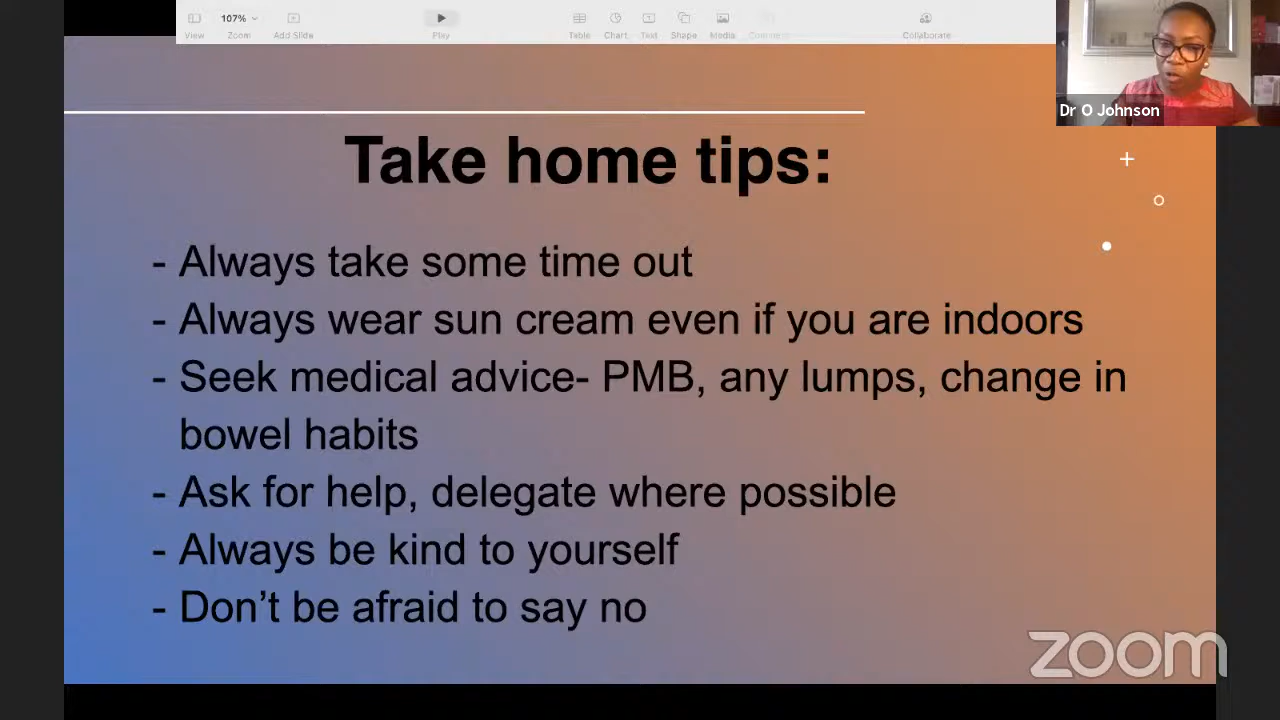 107%
View
Zoom
Add Slide
Play
Table
Chart
Text
Shape
Media
Comment
Collaborate
Dr O Johnson
Take home tips:
- Always take some time out
- Always wear sun cream even if you are indoors
- Seek medical advice- PMB, any lumps, change in
bowel habits
- Ask for help, delegate where possible
- Always be kind to yourself
- Don’t be afraid to say no
zoom